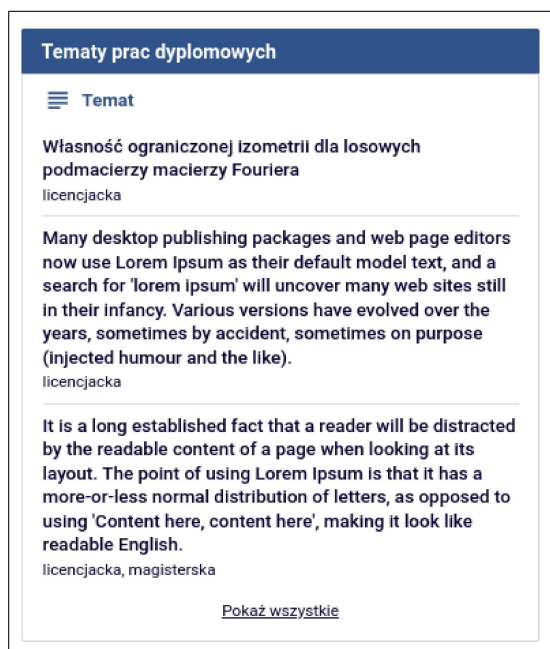 Tematy prac dyplomowych
Temat
Własność ograniczonej izometrii dla losowych
podmacierzy macierzy Fouriera
licencjacka
Many desktop publishing packages and web page editors
now use Lorem Ipsum as their default model text, and a
search for 'lorem ipsum' will uncover many web sites still
in their infancy. Various versions have evolved over the
years, sometimes by accident, sometimes on purpose
(injected humour and the like).
licencjacka
It is a long established fact that a reader will be distracted
by the readable content of a page when looking at its
layout. The point of using Lorem Ipsum is that it has a
more-or-less normal distribution of letters, as opposed to
using 'Content here, content here', making it look like
readable English.
licencjacka, magisterska
Pokaż wszystkie